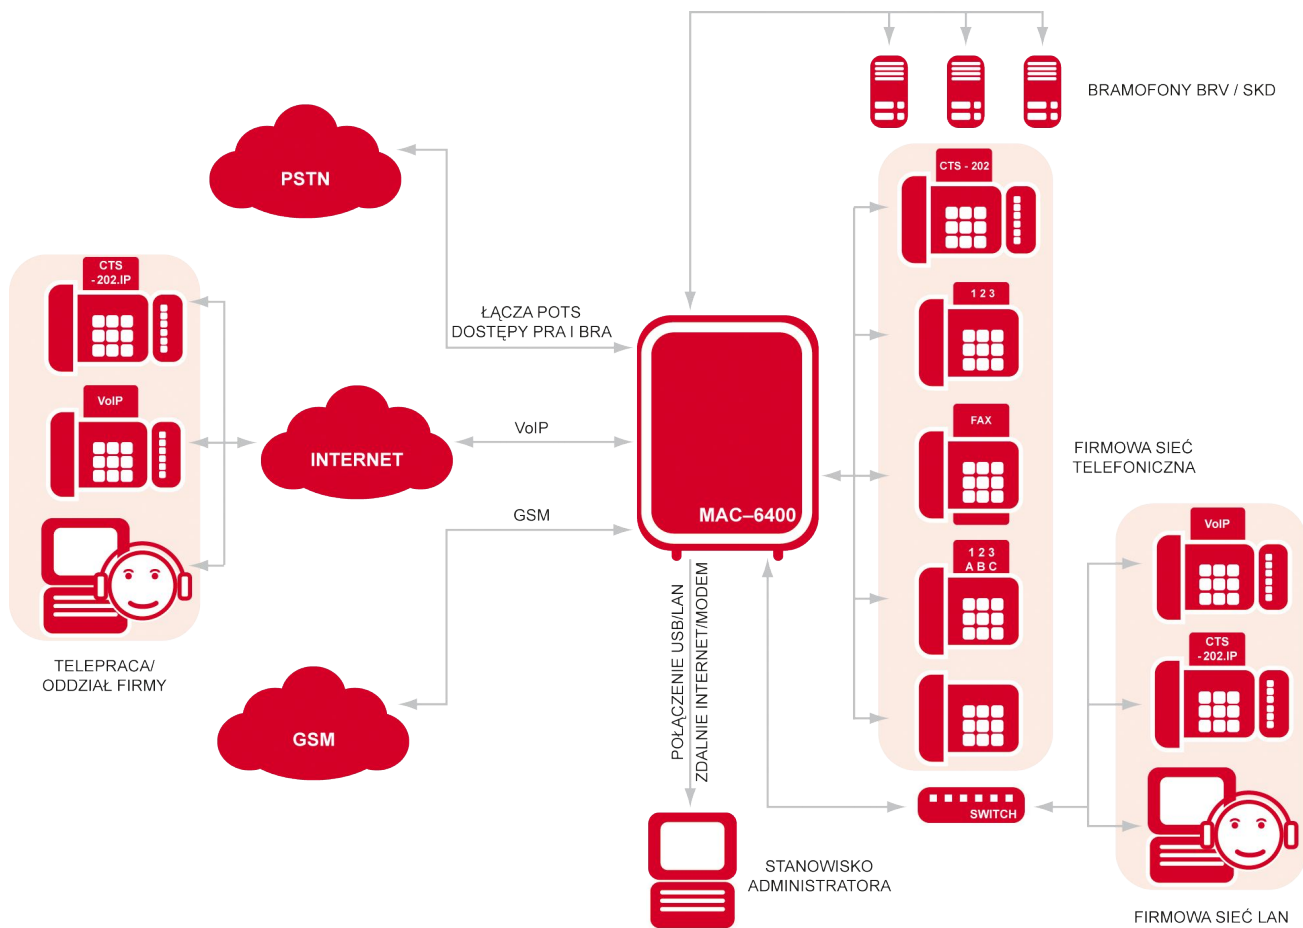 BRAMOFONY BRV / SKD
CTS - 202
PSTN
CTS
- 202.IP
1 2 3
ŁĄCZA POTS
DOSTĘPY PRA I BRA
VoIP
FAX
INTERNET
VoIP
FIRMOWA SIEĆ
TELEFONICZNA
MAC–6400
GSM
VoIP
1 2 3
A B C
POŁĄCZENIE USB/LAN
ZDALNIE INTERNET/MODEM
TELEPRACA/
ODDZIAŁ FIRMY
CTS
- 202.IP
GSM
SWITCH
STANOWISKO
ADMINISTRATORA
FIRMOWA SIEĆ LAN